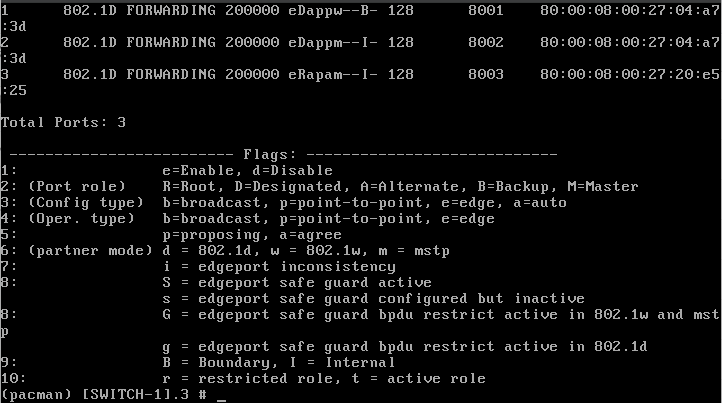 1      802.1D FORWARDING 200000 eDappw--B- 128      8001    80:00:08:00:27:04:a7
:3d
2      802.1D FORWARDING 200000 eDappm--I- 128      8002    80:00:08:00:27:04:a7
:3d
3      802.1D FORWARDING 200000 eRapam--I- 128      8003    80:00:08:00:27:20:e5
:25
Total Ports: 3
------------------------- Flags: ----------------------------
1:                e=Enable, d=Disable
2: (Port role)    R=Root, D=Designated, A=Alternate, B=Backup, M=Master
3: (Config type)  b=broadcast, p=point-to-point, e=edge, a=auto
4: (Oper. type)   b=broadcast, p=point-to-point, e=edge
5:                p=proposing, a=agree
6: (partner mode) d = 802.1d, w = 802.1w, m = mstp
7:                i = edgeport inconsistency
8:                S = edgeport safe guard active
                  s = edgeport safe guard configured but inactive
8:                G = edgeport safe guard bpdu restrict active in 802.1w and mst
p
                  g = edgeport safe guard bpdu restrict active in 802.1d
9:                B = Boundary, I = Internal
10:               r = restricted role, t = active role
(pacman) [SWITCH-1].3 # _